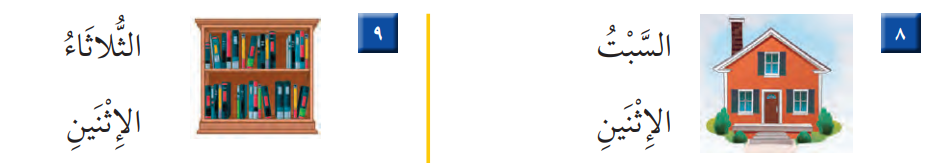 ٨
السَّبْتُ
الإِثْنَينِ
٩
الثُّلاثَاءُ
الإِثْنَينِ